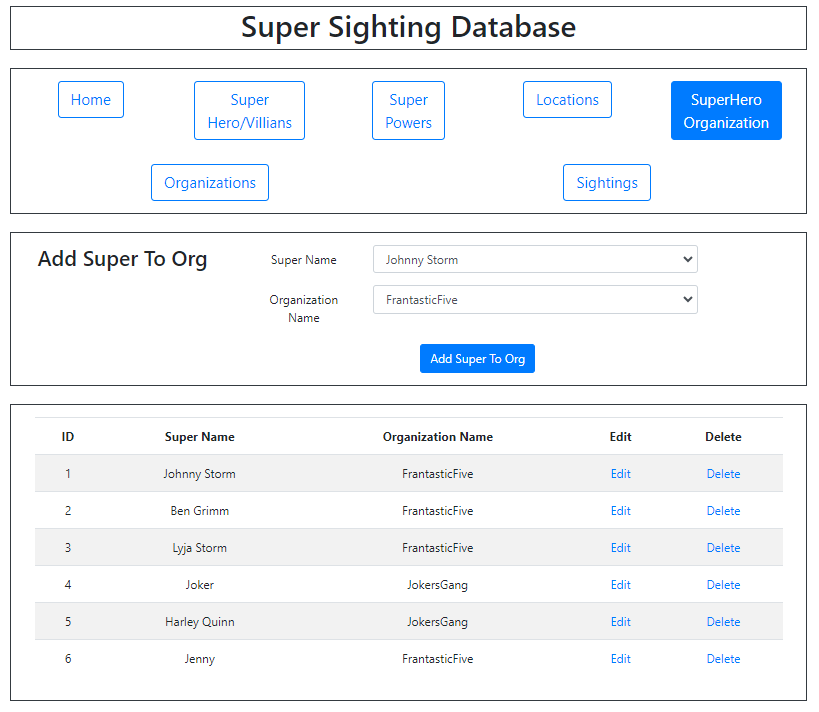 Super Sighting Database
Home
Super
Hero/Villians
Super
Powers
Locations
SuperHero
Organization
Organizations
Sightings
Add Super To Org
Super Name
Johnny Storm
Organization
Name
FrantasticFive
Add Super To Org
ID Super Name Organization Name Edit Delete
1 Johnny Storm FrantasticFive Edit Delete
2 Ben Grimm FrantasticFive Edit Delete
3 Lyja Storm FrantasticFive Edit Delete
4 Joker JokersGang Edit Delete
5 Harley Quinn JokersGang Edit Delete
6 Jenny FrantasticFive Edit Delete